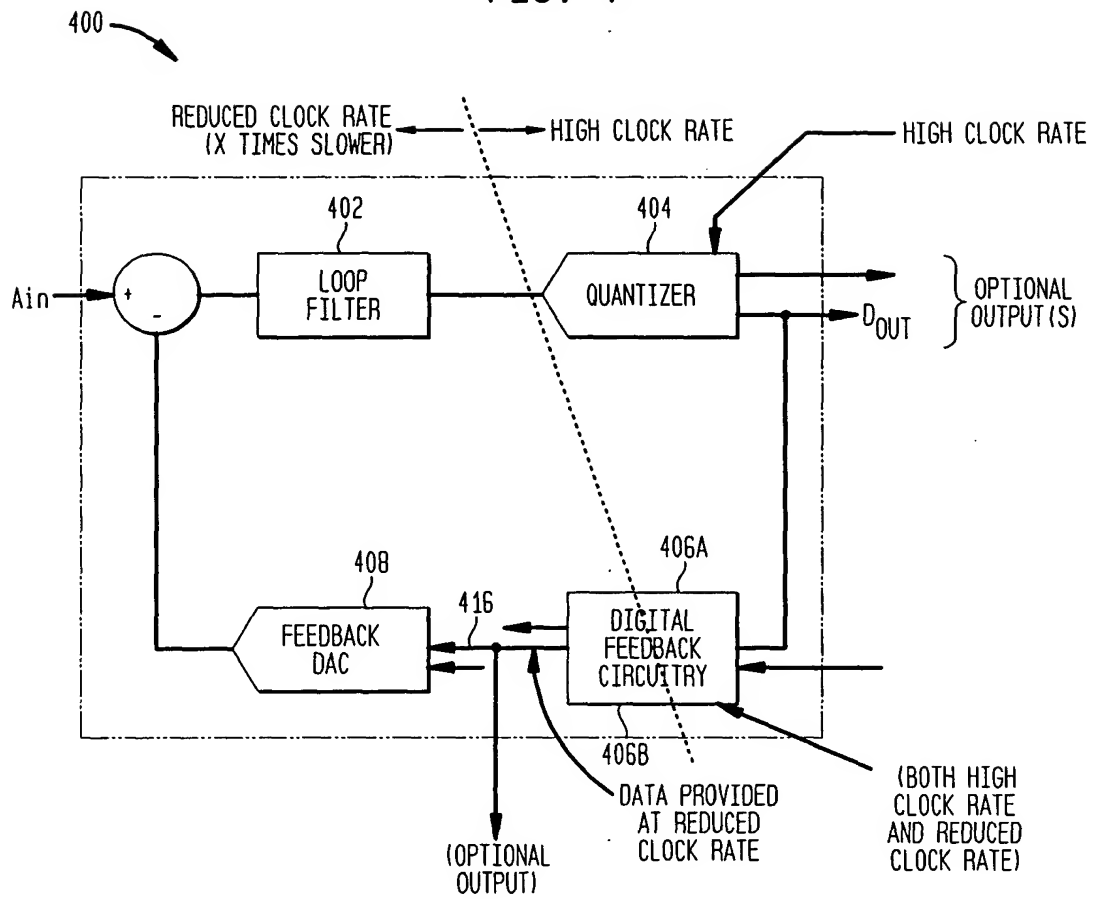 400
REDUCED CLOCK RATE
(X TIMES SLOWER)
HIGH CLOCK RATE
HIGH CLOCK RATE
402
404
Ain
+
-
LOOP
FILTER
QUANTIZER
DOUT
OPTIONAL
OUTPUT(S)
408
416
406A
FEEDBACK
DAC
DIGITAL
FEEDBACK
CIRCUITRY
406B
DATA PROVIDED
AT REDUCED
CLOCK RATE
(BOTH HIGH
CLOCK RATE
AND REDUCED
CLOCK RATE)
(OPTIONAL
OUTPUT)